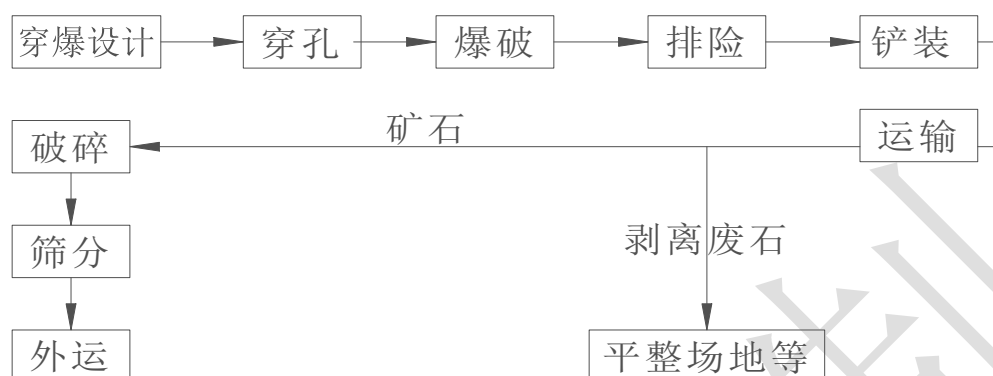 穿爆设计 穿孔 爆破 排险 铲装
矿石
破碎 运输
剥离废石
筛分
外运 平整场地等